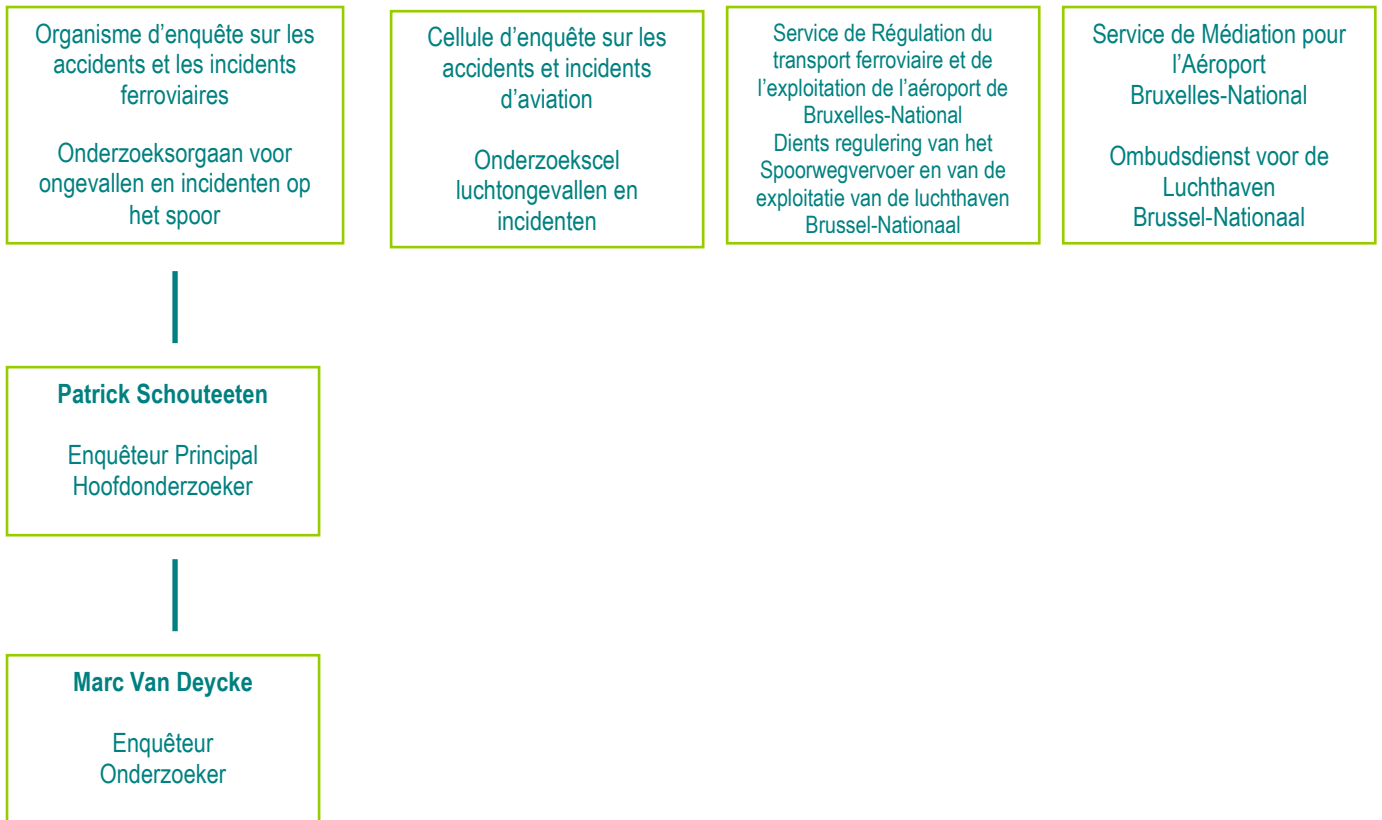 Organisme d’enquête sur les
accidents et les incidents
ferroviaires
Onderzoeksorgaan voor
ongevallen en incidenten op
het spoor
Cellule d’enquête sur les
accidents et incidents
d’aviation
Onderzoekscel
luchtongevallen en
incidenten
Service de Régulation du
transport ferroviaire et de
l’exploitation de l’aéroport de
Bruxelles-National
Dients regulering van het
Spoorwegvervoer en van de
exploitatie van de luchthaven
Brussel-Nationaal
Service de Médiation pour
l’Aéroport
Bruxelles-National
Ombudsdienst voor de
Luchthaven
Brussel-Nationaal
Patrick Schouteeten
Enquêteur Principal
Hoofdonderzoeker
Marc Van Deycke
Enquêteur
Onderzoeker